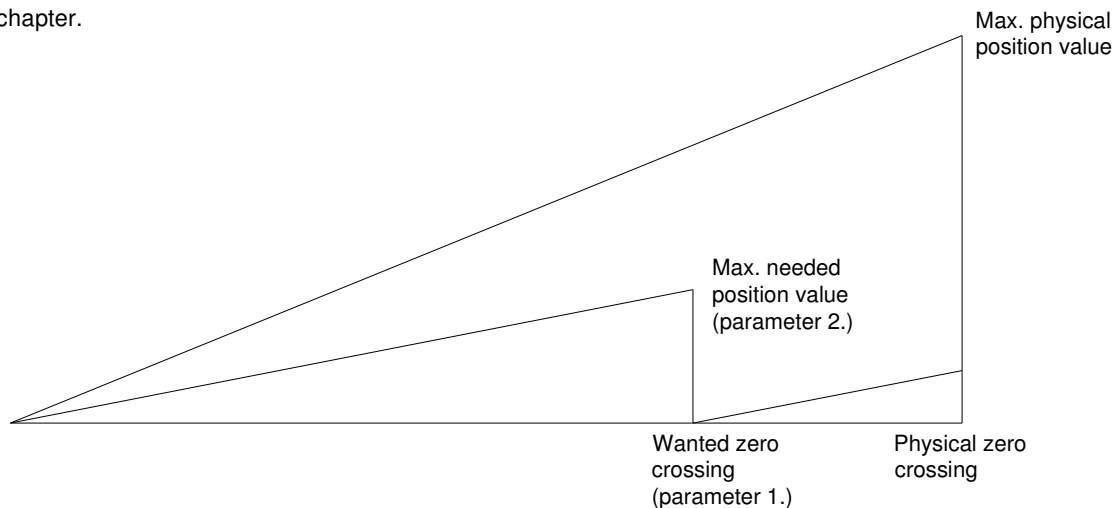 chapter.
Max. physical
position value
Max. needed
position value
(parameter 2.)
Wanted zero
crossing
(parameter 1.)
Physical zero
crossing